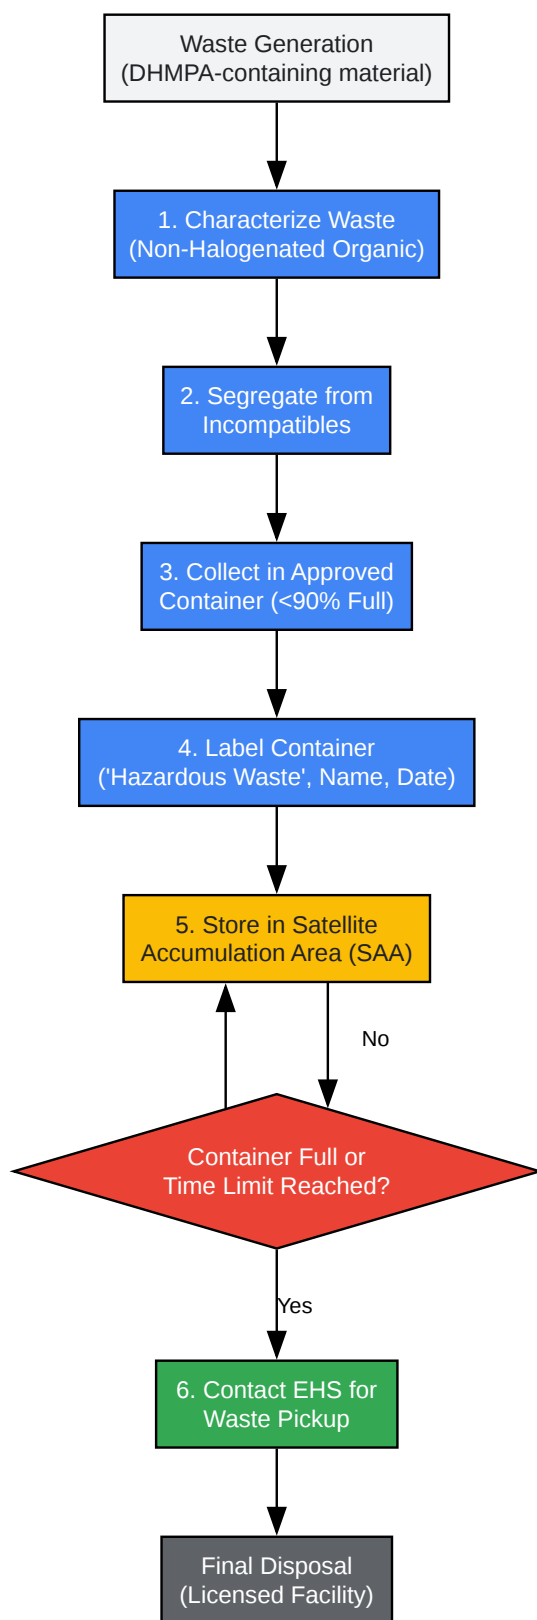 Waste Generation
(DHMPA-containing material)
1. Characterize Waste
(Non-Halogenated Organic)
2. Segregate from
Incompatibles
3. Collect in Approved
Container (<90% Full)
4. Label Container
('Hazardous Waste', Name, Date)
5. Store in Satellite
Accumulation Area (SAA)
No
Container Full or
Time Limit Reached?
Yes
6. Contact EHS for
Waste Pickup
Final Disposal
(Licensed Facility)